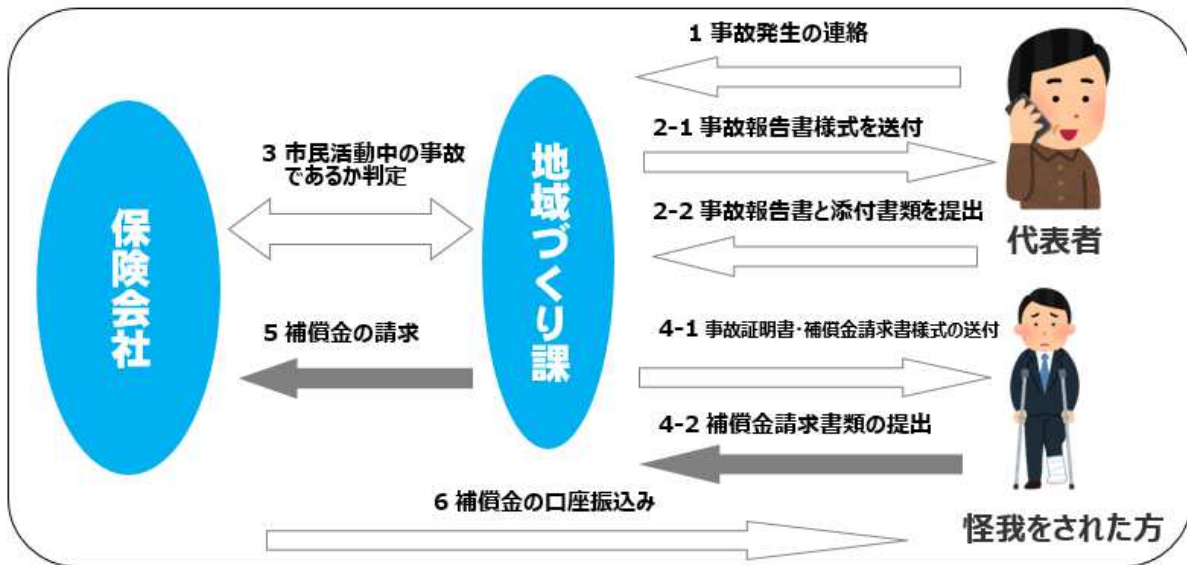 1 事故発生の連絡
2-1 事故報告書様式を送付
3 市民活動中の事故
であるか判定
2-2 事故報告書と添付書類を提出
代表者
保険会社
地域づくり課
5 補償金の請求
4-1 事故証明書・補償金請求書様式の送付
4-2 補償金請求書類の提出
6 補償金の口座振込み
怪我をされた方